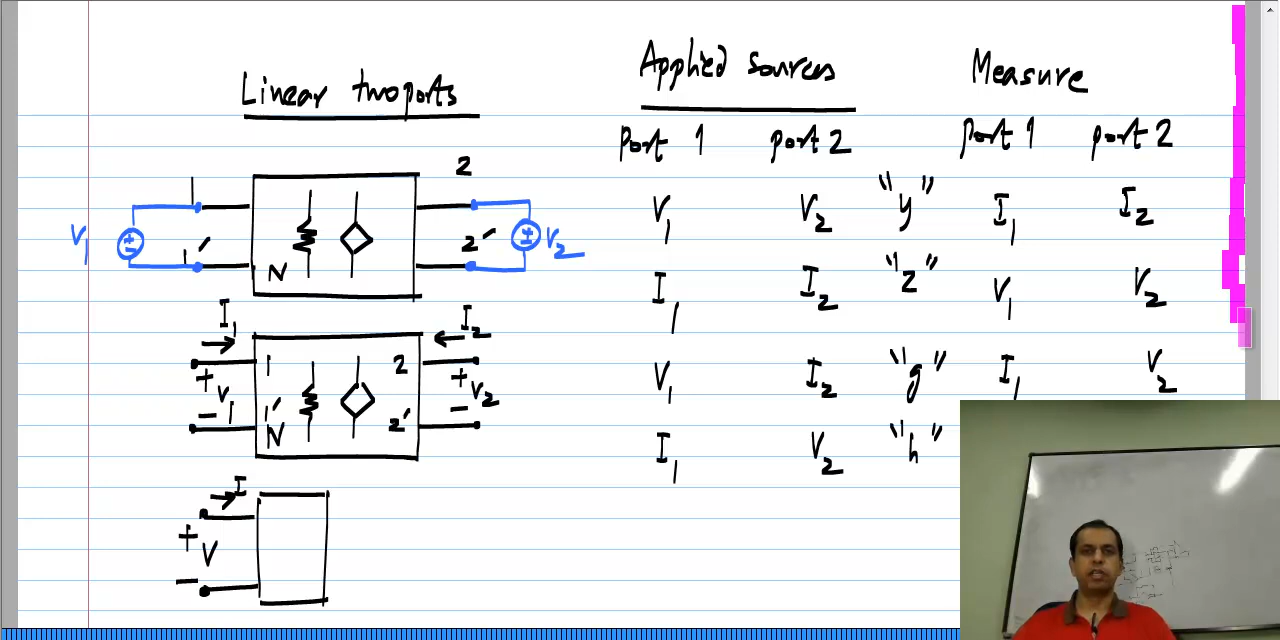 Linear twoports
Applied sources Measure
Port 1 Port 2 Port 1 Port 2
V1 V2 "y" I1 I2
I1 I2 "z" V1 V2
V1 I2 "g" I1 V2
I1 V2 "h"
1 2
V1 V2
1′ 2′
N
I1 I2
1 2
+ V1 − + V2 −
1′ 2′
N
I
+
V
−